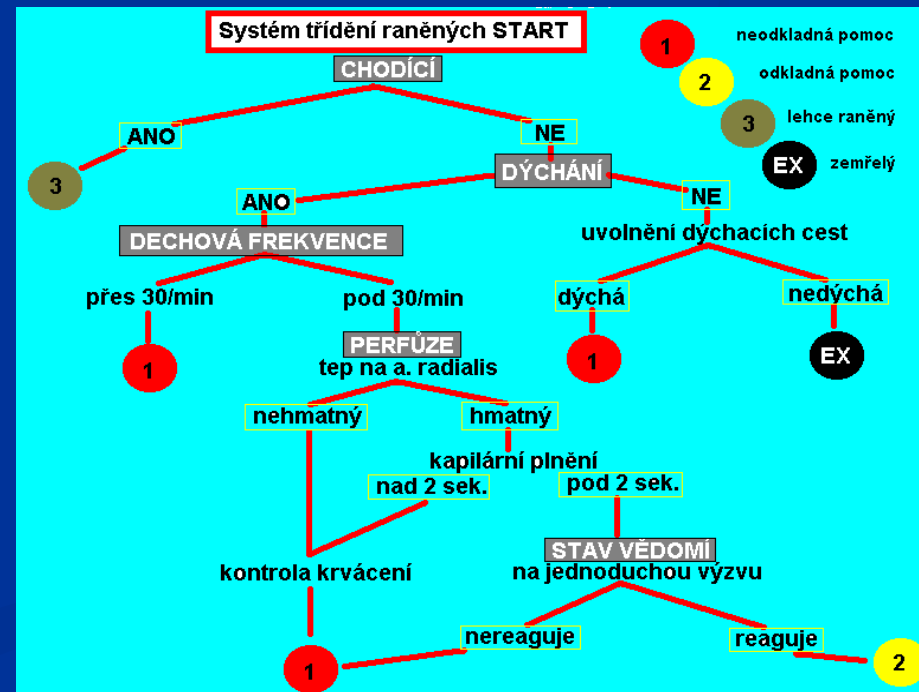 Systém třídění raněných START
1
neodkladná pomoc
2
odkladná pomoc
3
lehce raněný
EX
zemřelý
CHODÍCÍ
ANO
NE
3
DÝCHÁNÍ
ANO
NE
DECHOVÁ FREKVENCE
uvolnění dýchacích cest
přes 30/min
pod 30/min
dýchá
nedýchá
1
PERFŮZE
tep na a. radialis
1
EX
nehmatný
hmatný
kapilární plnění
nad 2 sek.
pod 2 sek.
STAV VĚDOMÍ
na jednoduchou výzvu
kontrola krvácení
nereaguje
reaguje
1
2